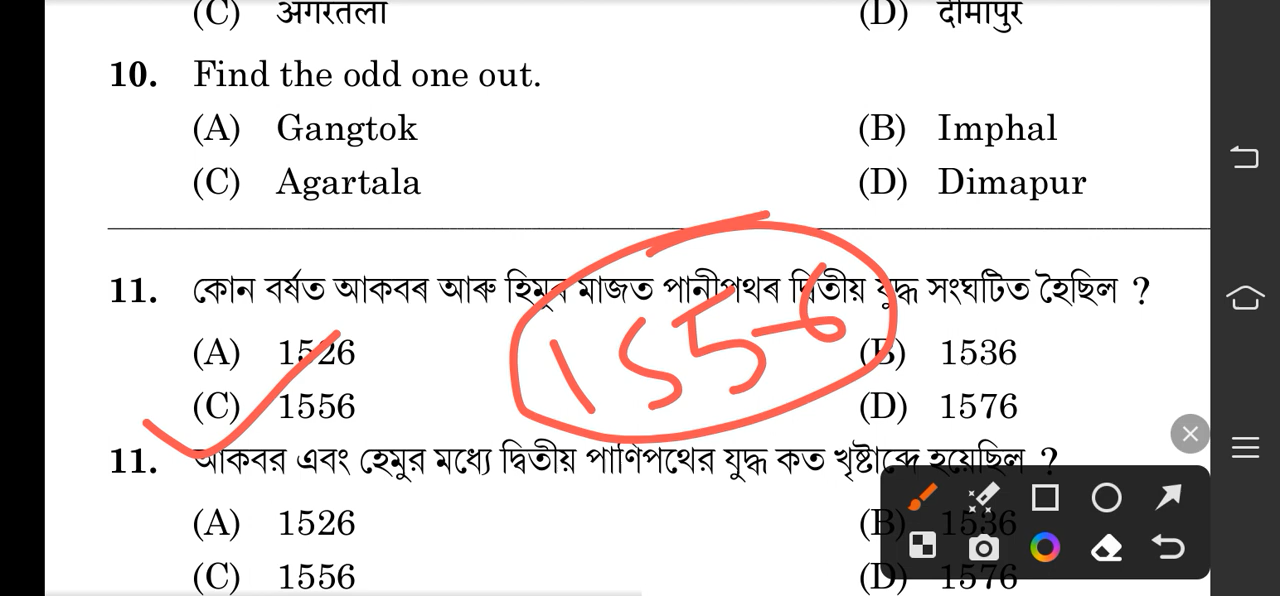 (C) अगरतला (D) दीमापुर
10. Find the odd one out.
(A) Gangtok (B) Imphal
(C) Agartala (D) Dimapur
11. কোন বৰ্ষত আকবৰ আৰু হিমুৰ মাজত পানীপথৰ দ্বিতীয় যুদ্ধ সংঘটিত হৈছিল ?
1556
(A) 1526 (B) 1536
(C) 1556 (D) 1576
11. আকবর এবং হেমুর মধ্যে দ্বিতীয় পাণিপথের যুদ্ধ কত খৃষ্টাব্দে হয়েছিল ?
(A) 1526 (B) 1536
(C) 1556 (D) 1576